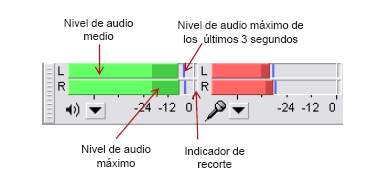 Nivel de audio
medio
Nivel de audio máximo de
los últimos 3 segundos
L
R
L
R
-24 -12 0
-24 -12 0
Nivel de audio
máximo
Indicador de
recorte